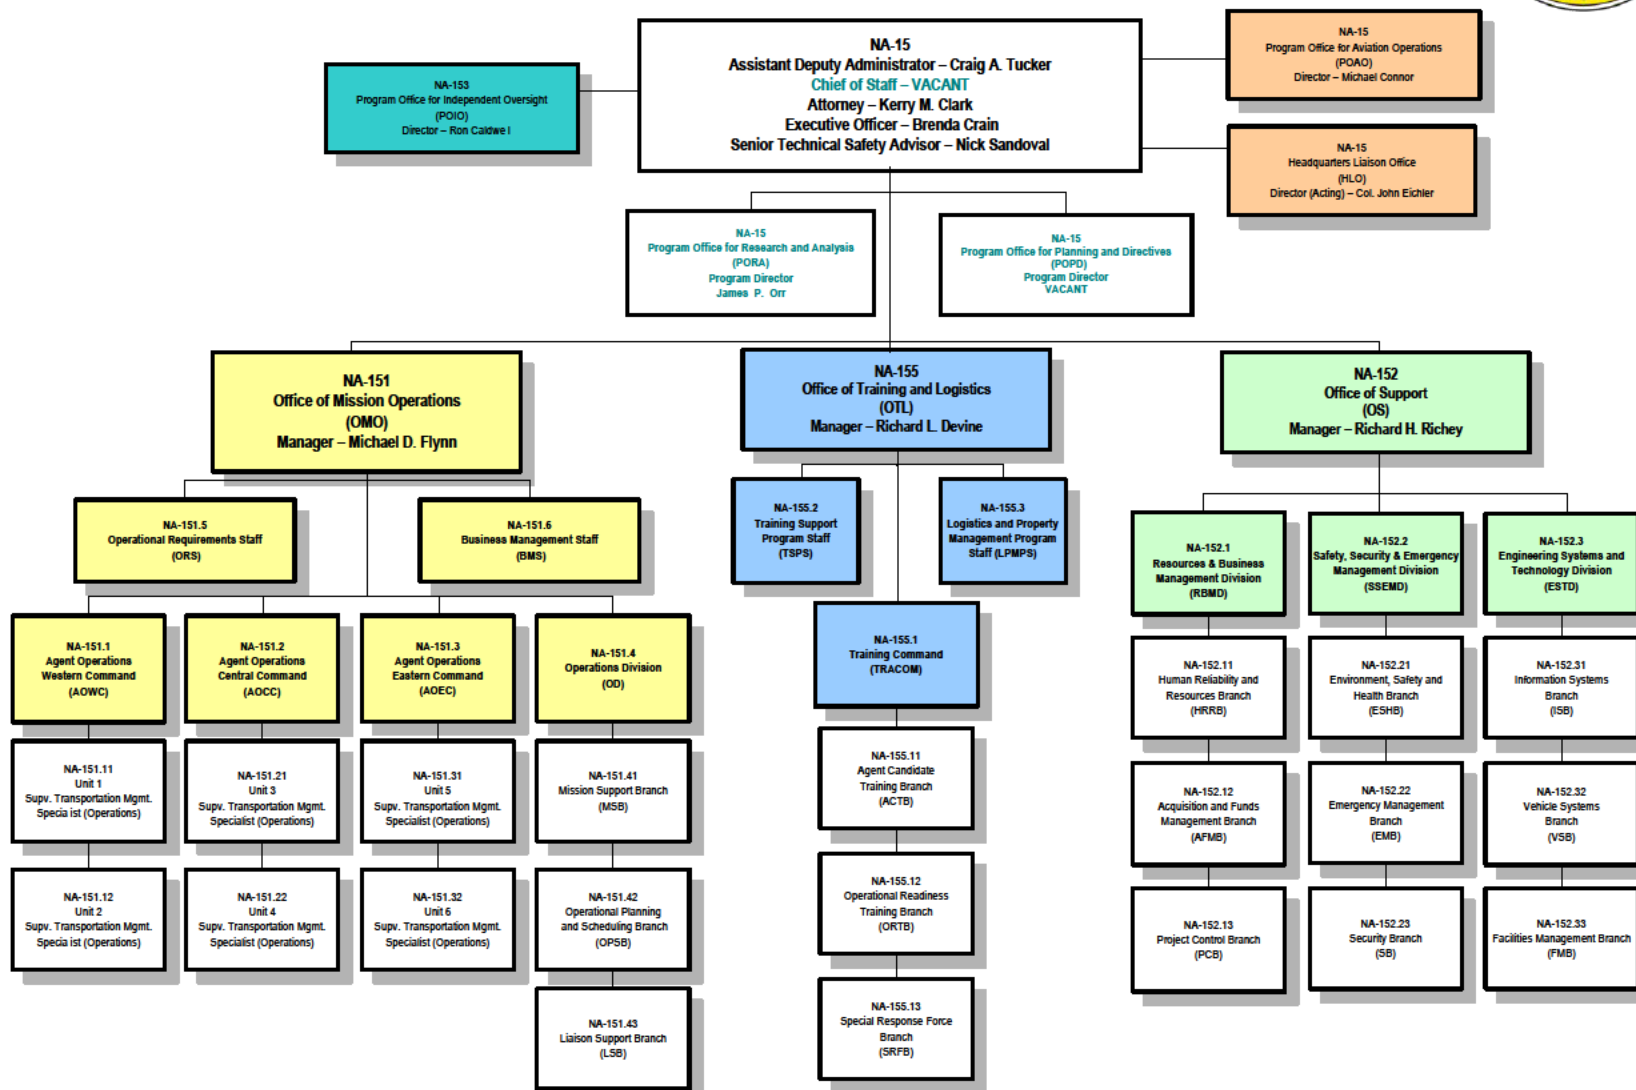 NA-15
Assistant Deputy Administrator – Craig A. Tucker
Chief of Staff – VACANT
Attorney – Kerry M. Clark
Executive Officer – Brenda Crain
Senior Technical Safety Advisor – Nick Sandoval
NA-153
Program Office for Independent Oversight
(POIO)
Director – Ron Caldwe l
NA-15
Program Office for Aviation Operations
(POAO)
Director – Michael Connor
NA-15
Headquarters Liaison Office
(HLO)
Director (Acting) – Col. John Eichler
NA-15
Program Office for Research and Analysis
(PORA)
Program Director
James P. Orr
NA-15
Program Office for Planning and Directives
(POPD)
Program Director
VACANT
NA-151
Office of Mission Operations
(OMO)
Manager – Michael D. Flynn
NA-155
Office of Training and Logistics
(OTL)
Manager – Richard L. Devine
NA-152
Office of Support
(OS)
Manager – Richard H. Richey
NA-151.5
Operational Requirements Staff
(ORS)
NA-151.6
Business Management Staff
(BMS)
NA-155.2
Training Support
Program Staff
(TSPS)
NA-155.3
Logistics and Property
Management Program
Staff (LPMPS)
NA-152.1
Resources & Business
Management Division
(RBMD)
NA-152.2
Safety, Security & Emergency
Management Division
(SSEMD)
NA-152.3
Engineering Systems and
Technology Division
(ESTD)
NA-151.1
Agent Operations
Western Command
(AOWC)
NA-151.2
Agent Operations
Central Command
(AOCC)
NA-151.3
Agent Operations
Eastern Command
(AOEC)
NA-151.4
Operations Division
(OD)
NA-155.1
Training Command
(TRACOM)
NA-152.11
Human Reliability and
Resources Branch
(HRRB)
NA-152.21
Environment, Safety and
Health Branch
(ESHB)
NA-152.31
Information Systems
Branch
(ISB)
NA-151.11
Unit 1
Supv. Transportation Mgmt.
Specia ist (Operations)
NA-151.21
Unit 3
Supv. Transportation Mgmt.
Specialist (Operations)
NA-151.31
Unit 5
Supv. Transportation Mgmt.
Specialist (Operations)
NA-151.41
Mission Support Branch
(MSB)
NA-155.11
Agent Candidate
Training Branch
(ACTB)
NA-152.12
Acquisition and Funds
Management Branch
(AFMB)
NA-152.22
Emergency Management
Branch
(EMB)
NA-152.32
Vehicle Systems
Branch
(VSB)
NA-151.12
Unit 2
Supv. Transportation Mgmt.
Specia ist (Operations)
NA-151.22
Unit 4
Supv. Transportation Mgmt.
Specialist (Operations)
NA-151.32
Unit 6
Supv. Transportation Mgmt.
Specialist (Operations)
NA-151.42
Operational Planning
and Scheduling Branch
(OPSB)
NA-155.12
Operational Readiness
Training Branch
(ORTB)
NA-152.13
Project Control Branch
(PCB)
NA-152.23
Security Branch
(SB)
NA-152.33
Facilities Management Branch
(FMB)
NA-151.43
Liaison Support Branch
(LSB)
NA-155.13
Special Response Force
Branch
(SRFB)